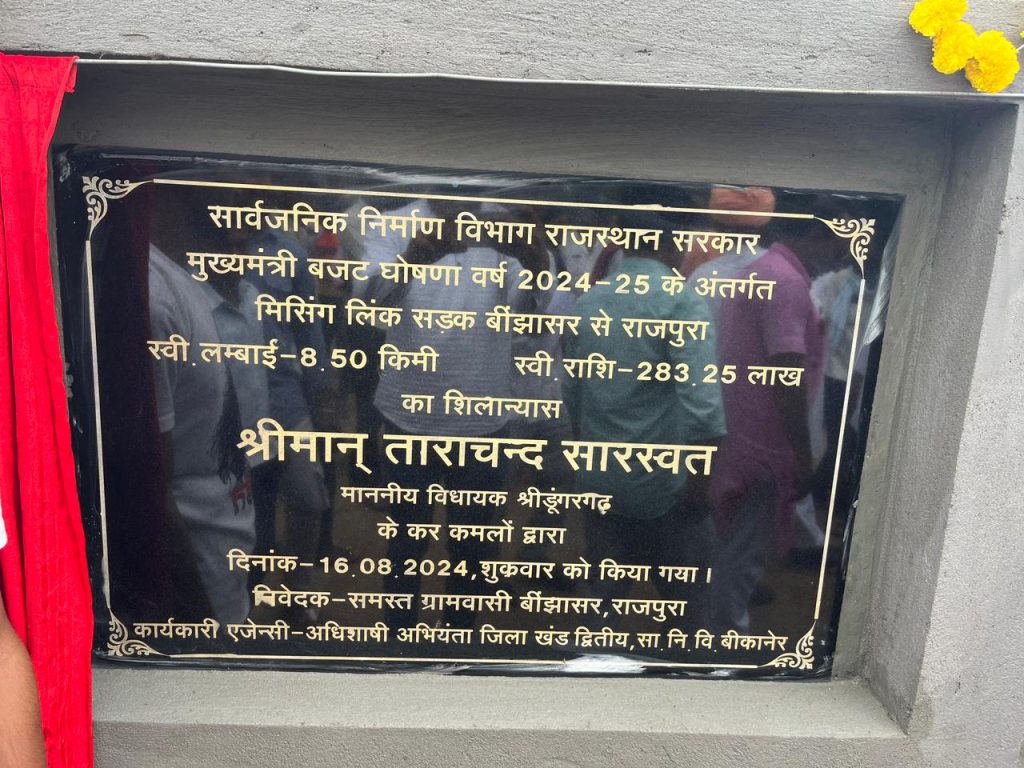 सार्वजनिक निर्माण विभाग राजस्थान सरकार
मुख्यमंत्री बजट घोषणा वर्ष 2024-25 के अंतर्गत
मिसिंग लिंक सड़क बींझासर से राजपुरा
स्वी.लम्बाई-8.50 किमी स्वी.राशि-283.25 लाख
का शिलान्यास
श्रीमान् ताराचन्द सारस्वत
माननीय विधायक श्रीडूंगरगढ़
के कर कमलों द्वारा
दिनांक-16.08.2024,शुक्रवार को किया गया।
निवेदक-समस्त ग्रामवासी बींझासर,राजपुरा
कार्यकारी एजेन्सी-अधिशाषी अभियंता जिला खंड द्वितीय,सा.नि.वि.बीकानेर